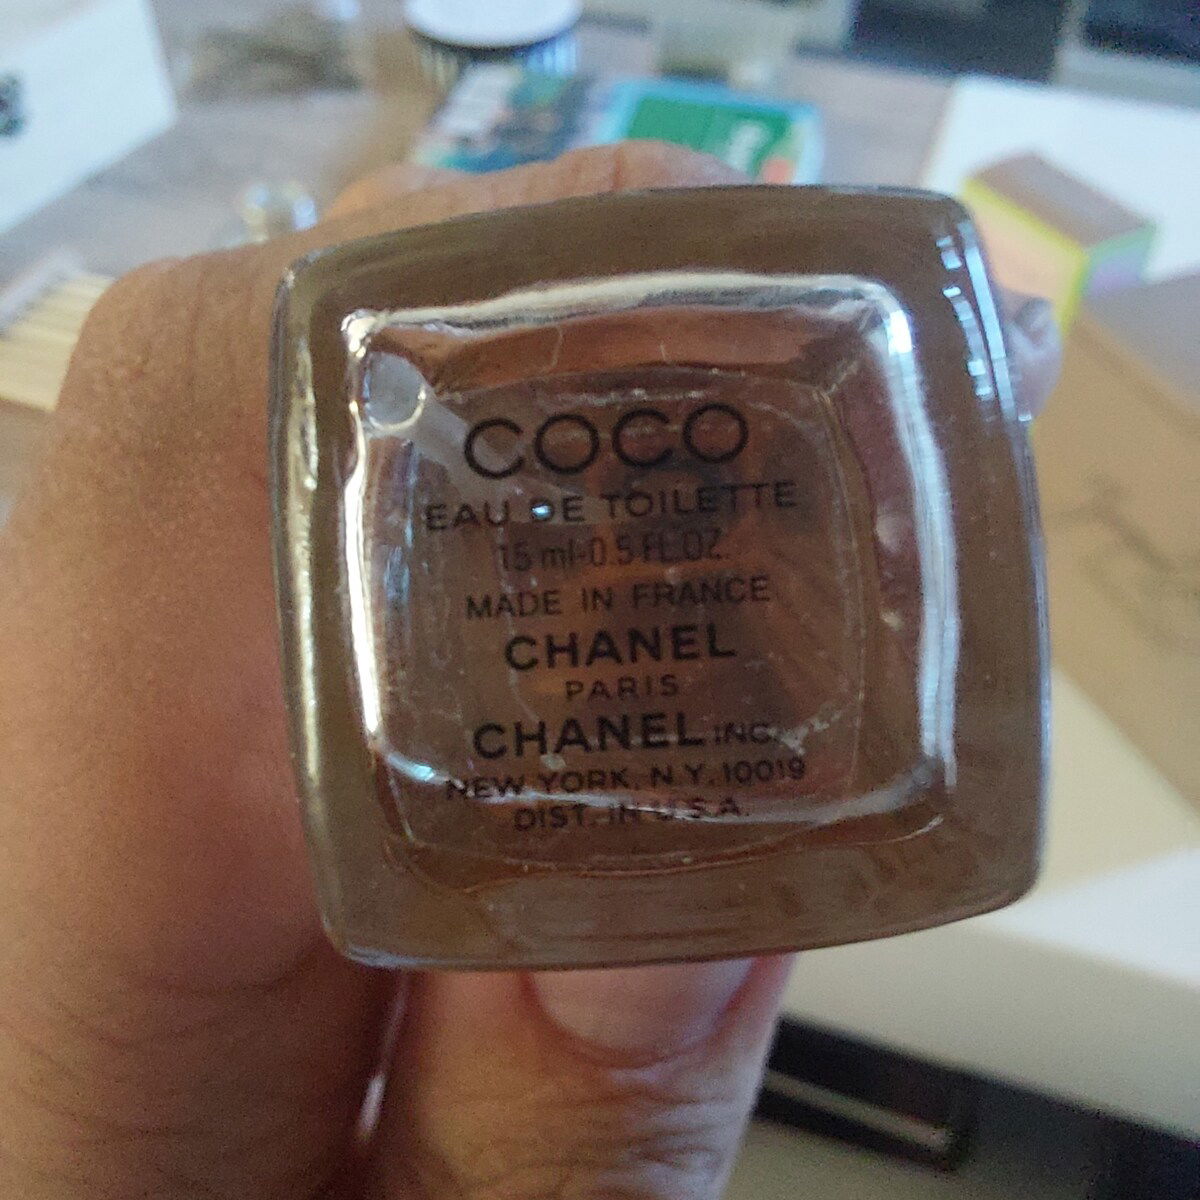 COCO
EAU DE TOILETTE
15 ml-0.5 FL.OZ.
MADE IN FRANCE
CHANEL
PARIS
CHANEL INC.
NEW YORK, N.Y. 10019
DIST. IN U.S.A.